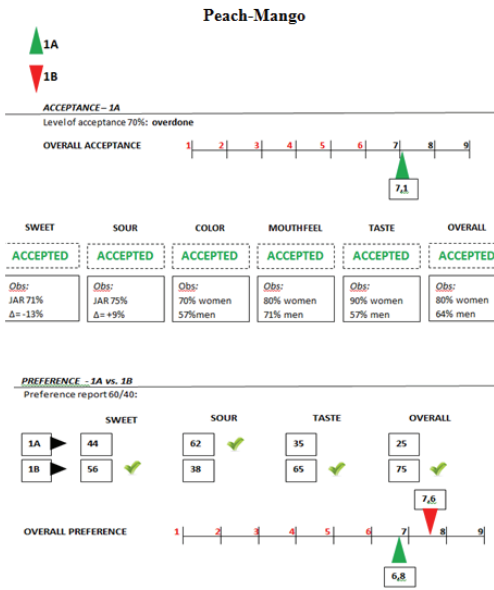 Peach-Mango
1A
1B
ACCEPTANCE – 1A
Level of acceptance 70%: overdone
OVERALL ACCEPTANCE 1 2 3 4 5 6 7 8 9
7,1
SWEET SOUR COLOR MOUTHFEEL TASTE OVERALL
ACCEPTED ACCEPTED ACCEPTED ACCEPTED ACCEPTED ACCEPTED
Obs: Obs: Obs: Obs: Obs: Obs:
JAR 71% JAR 75% 70% women 80% women 90% women 80% women
Δ= -13% Δ= +9% 57%men 71% men 57% men 64% men
PREFERENCE - 1A vs. 1B
Preference report 60/40:
SWEET SOUR TASTE OVERALL
1A 44 62 35 25
1B 56 38 65 75
7,6
OVERALL PREFERENCE 1 2 3 4 5 6 7 8 9
6,8